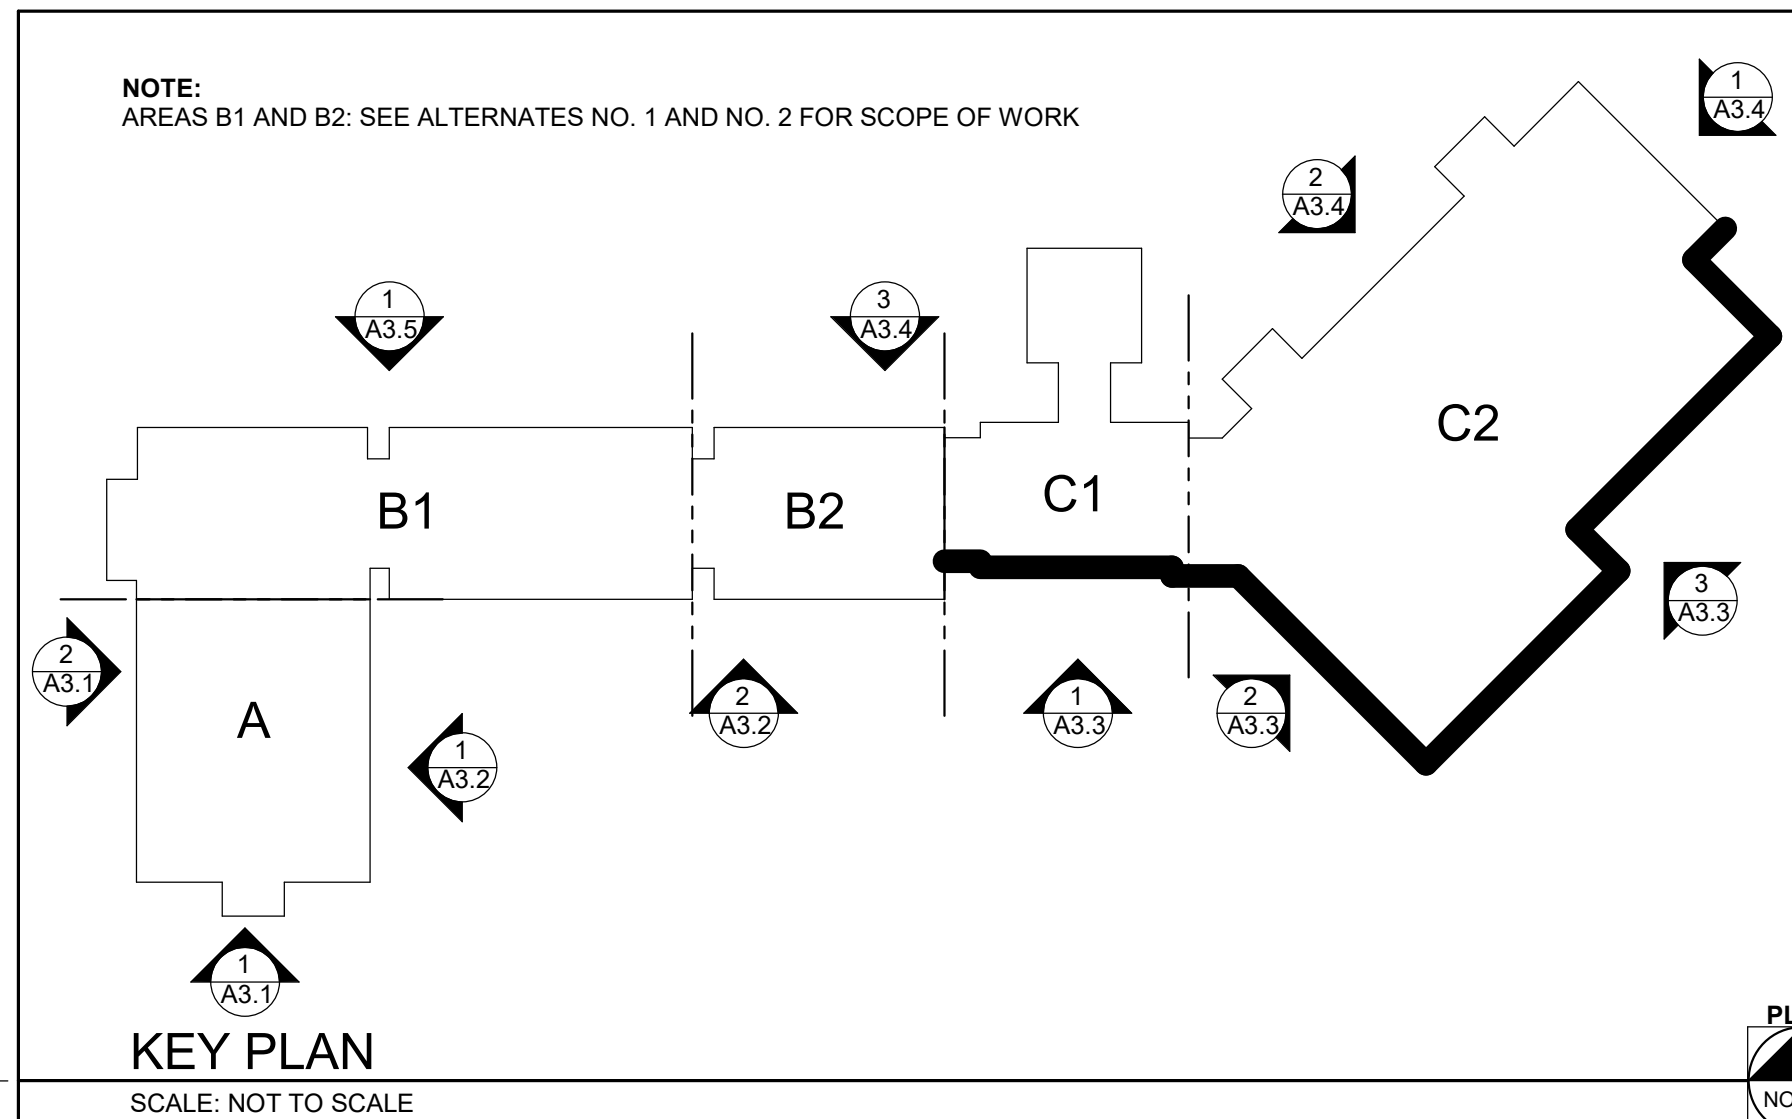 NOTE:
AREAS B1 AND B2: SEE ALTERNATES NO. 1 AND NO. 2 FOR SCOPE OF WORK
1
A3.4
2
A3.4
1
A3.5
3
A3.4
C2
C1
B1
B2
3
A3.3
2
A3.1
A
2
A3.2
1
A3.3
2
A3.3
1
A3.2
1
A3.1
KEY PLAN
SCALE: NOT TO SCALE